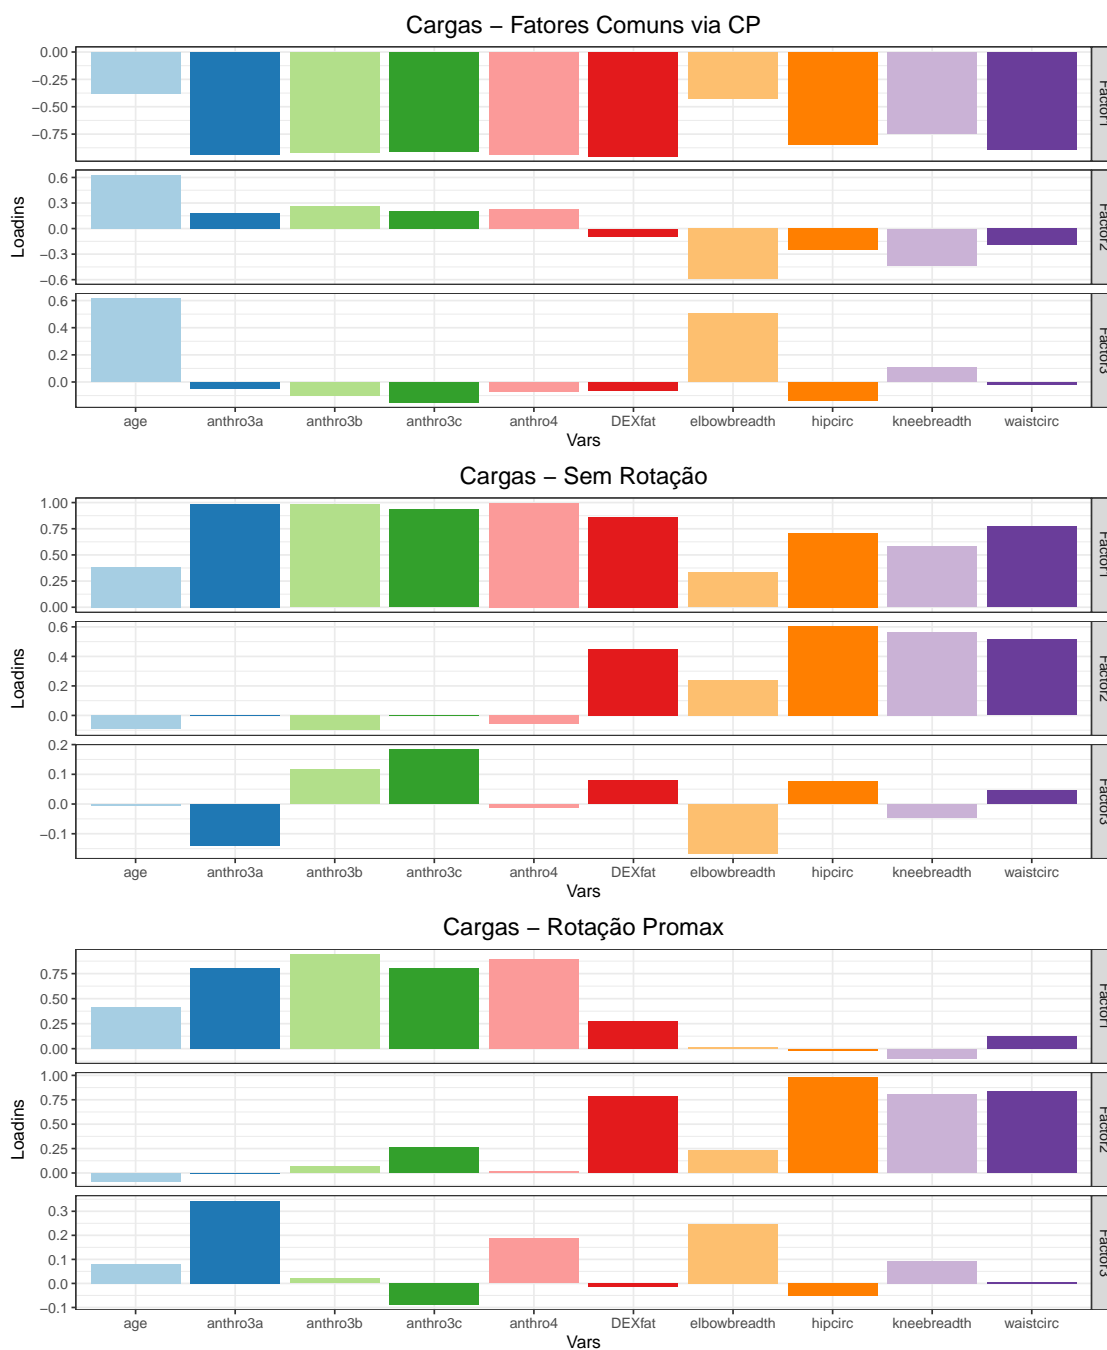 Cargas – Fatores Comuns via CP
0.00
−0.25
−0.50
−0.75
Factor1
0.6
0.3
0.0
−0.3
−0.6
Factor2
0.6
0.4
0.2
0.0
Factor3
Loadins
age anthro3a anthro3b anthro3c anthro4 DEXfat elbowbreadth hipcirc kneebreadth waistcirc
Vars
Cargas – Sem Rotação
1.00
0.75
0.50
0.25
0.00
Factor1
0.6
0.4
0.2
0.0
Factor2
0.2
0.1
0.0
−0.1
Factor3
Loadins
age anthro3a anthro3b anthro3c anthro4 DEXfat elbowbreadth hipcirc kneebreadth waistcirc
Vars
Cargas – Rotação Promax
0.75
0.50
0.25
0.00
Factor1
1.00
0.75
0.50
0.25
0.00
Factor2
0.3
0.2
0.1
0.0
−0.1
Factor3
Loadins
age anthro3a anthro3b anthro3c anthro4 DEXfat elbowbreadth hipcirc kneebreadth waistcirc
Vars